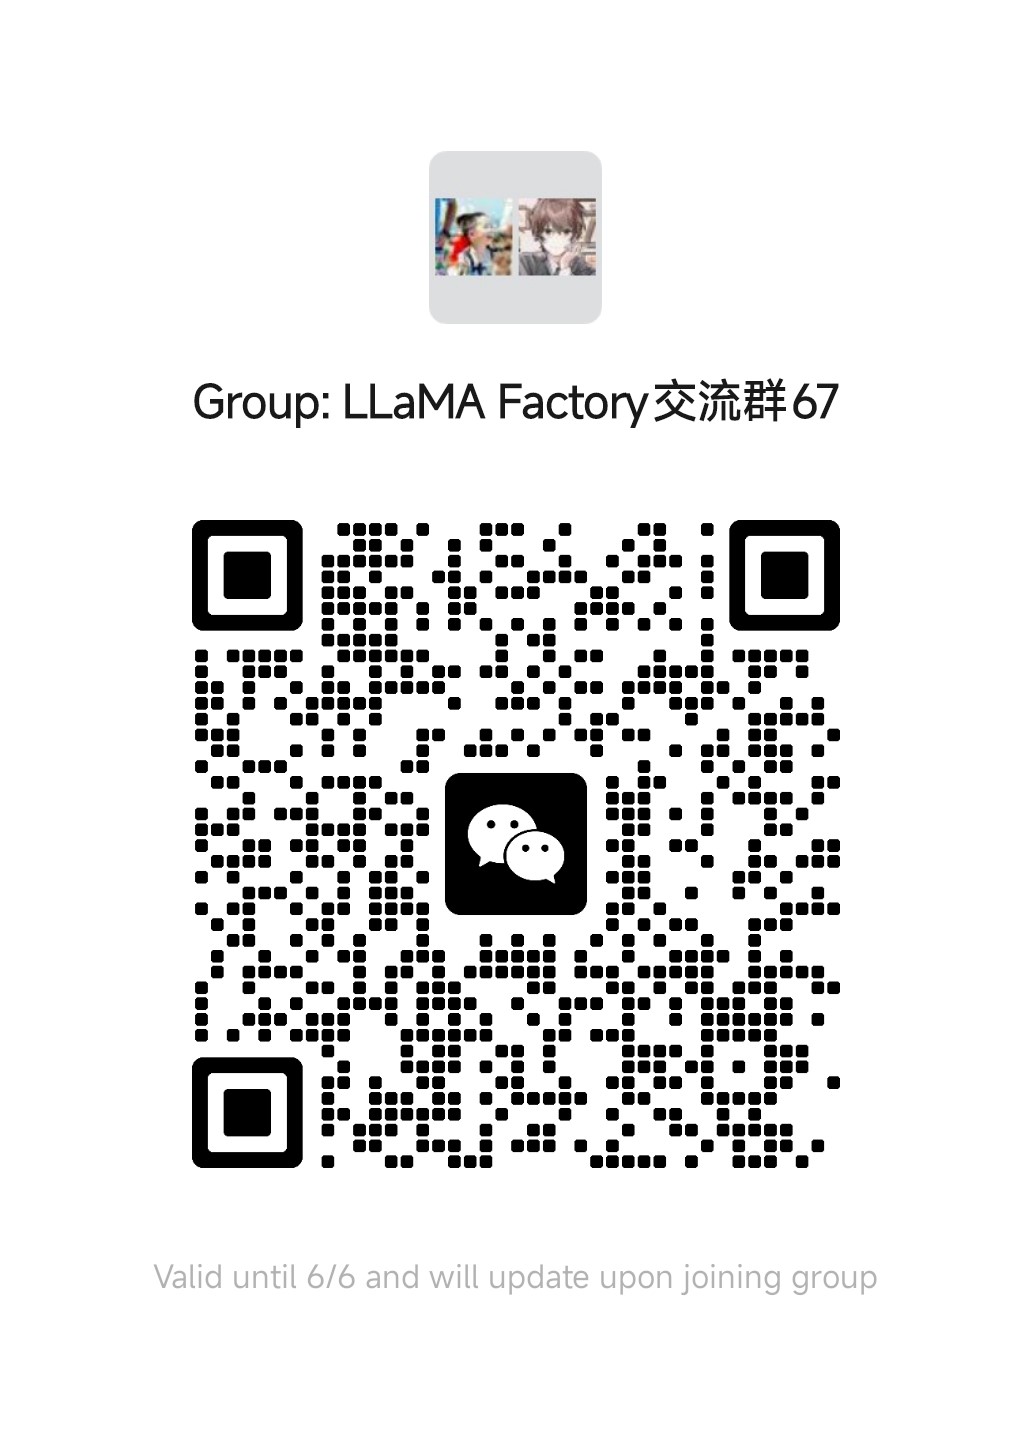 Group: LLaMA Factory交流群67
Valid until 6/6 and will update upon joining group